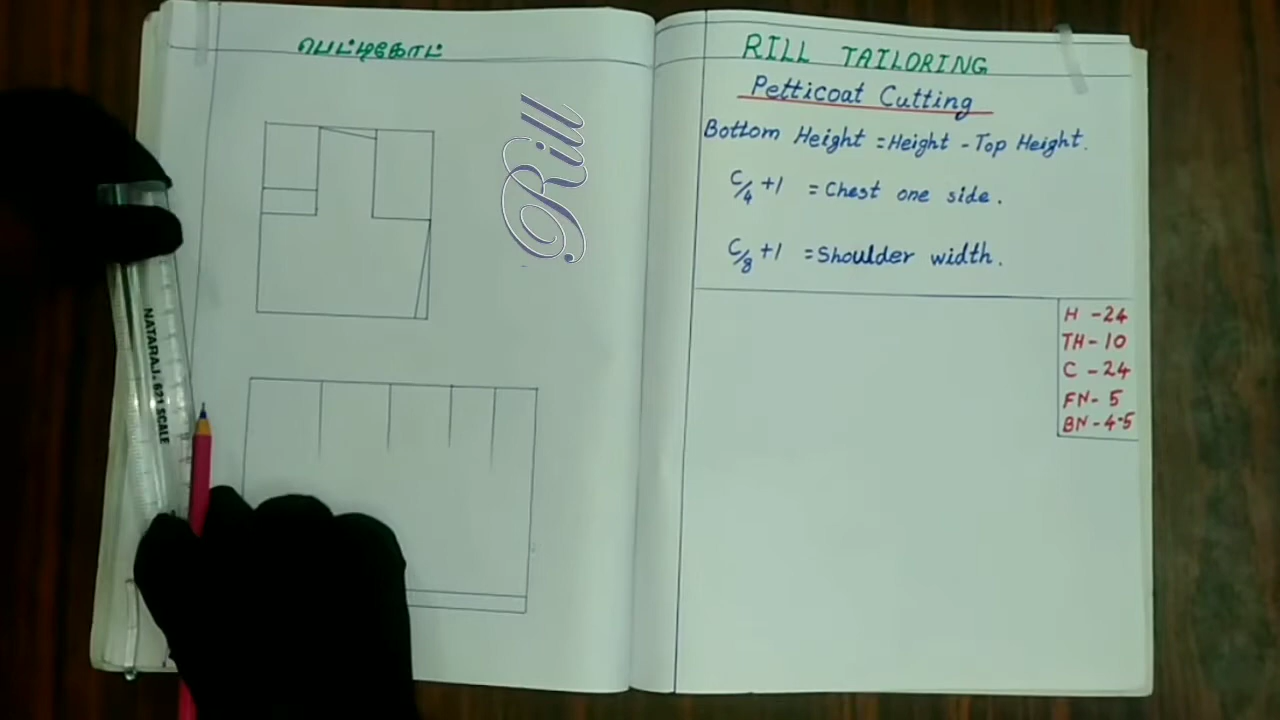 பெட்டிகோட்
Rill
NATARAJ. 621 SCALE
RILL TAILORING
Petticoat Cutting
Bottom Height = Height - Top Height.
C/4 +1 = Chest one side.
C/8 +1 = Shoulder width.
H - 24
TH - 10
C - 24
FN - 5
BN - 4.5